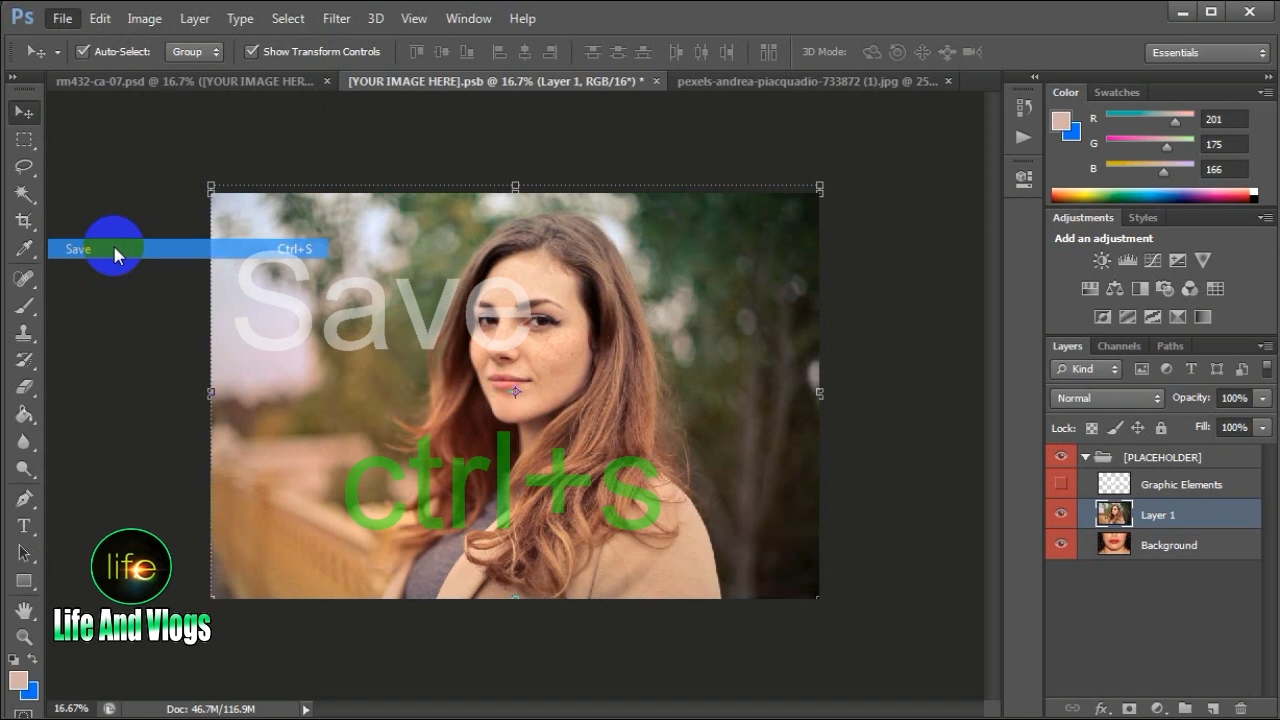 Ps File Edit Image Layer Type Select Filter 3D View Window Help
Auto-Select: Group Show Transform Controls 3D Mode: Essentials
rm432-ca-07.psd @ 16.7% ([YOUR IMAGE HER... × [YOUR IMAGE HERE].psb @ 16.7% (Layer 1, RGB/16*) * × pexels-andrea-piacquadio-733872 (1).jpg @ 25... ×
Color Swatches
R 201
G 175
B 166
Adjustments Styles
Add an adjustment
Save Ctrl+S
Save
ctrl+s
Layers Channels Paths
Kind
Normal Opacity: 100%
Lock: Fill: 100%
[PLACEHOLDER]
Graphic Elements
Layer 1
Background
life
Life And Vlogs
16.67% Doc: 46.7M/116.9M